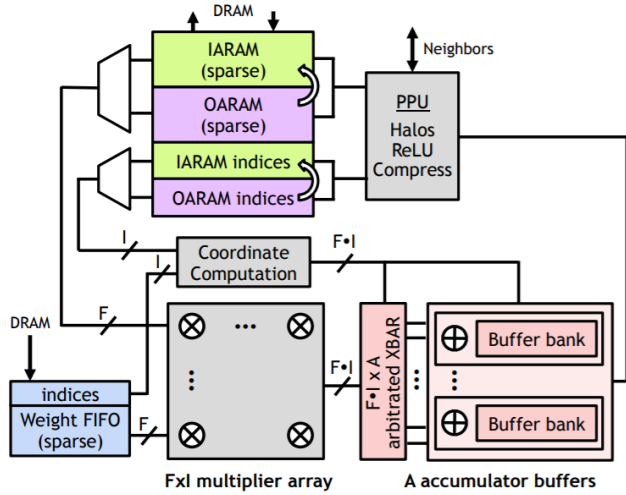 DRAM
IARAM
(sparse)
OARAM
(sparse)
IARAM indices
OARAM indices
Neighbors
PPU
Halos
ReLU
Compress
I
I
Coordinate
Computation
F•I
DRAM
F
indices
Weight FIFO
(sparse)
F
...
...
F•I
F•I x A
arbitrated XBAR
...
...
Buffer bank
...
Buffer bank
FxI multiplier array
A accumulator buffers